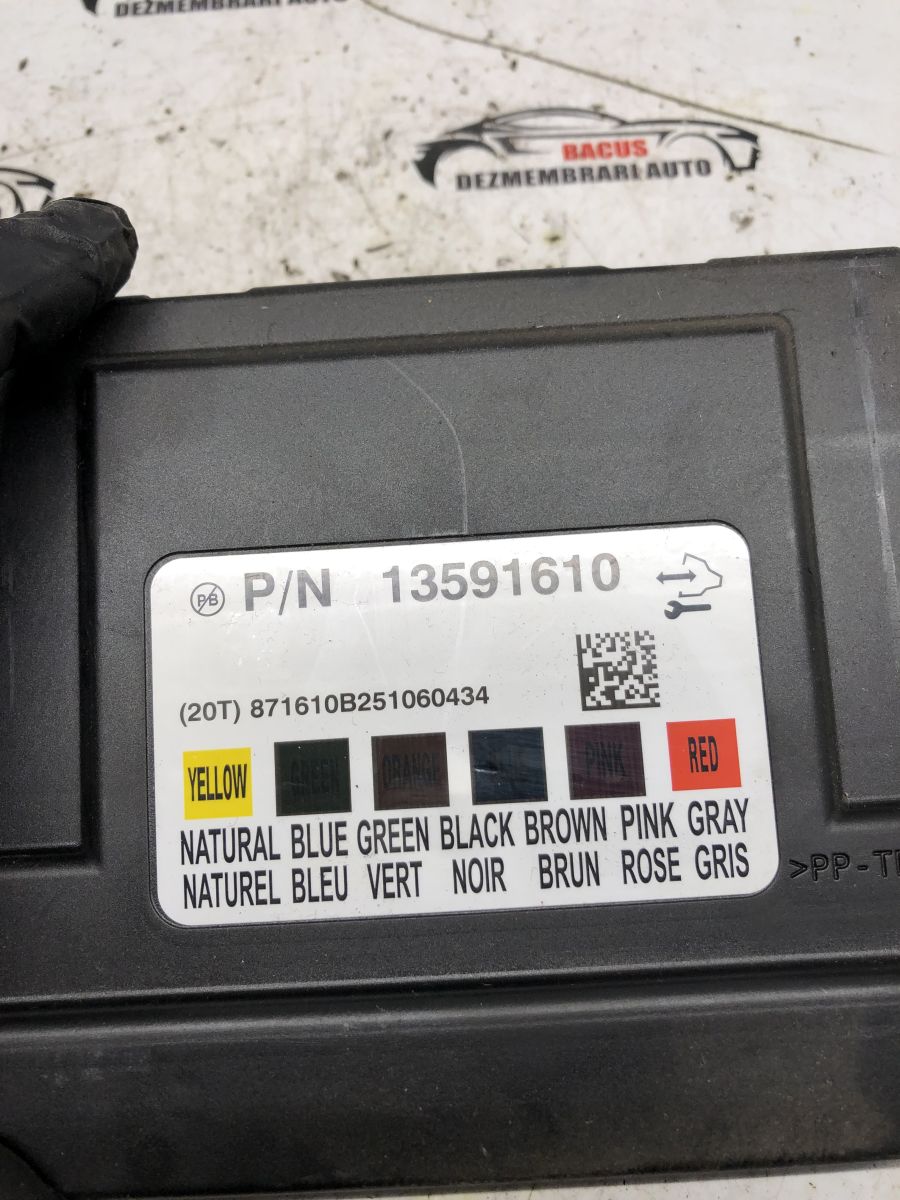 DEZMEMBRARI AUTO
BACUS
DEZMEMBRARI AUTO
PB P/N 13591610
(20T) 871610B251060434
YELLOW GREEN ORANGE PINK RED
NATURAL BLUE GREEN BLACK BROWN PINK GRAY
NATUREL BLEU VERT NOIR BRUN ROSE GRIS